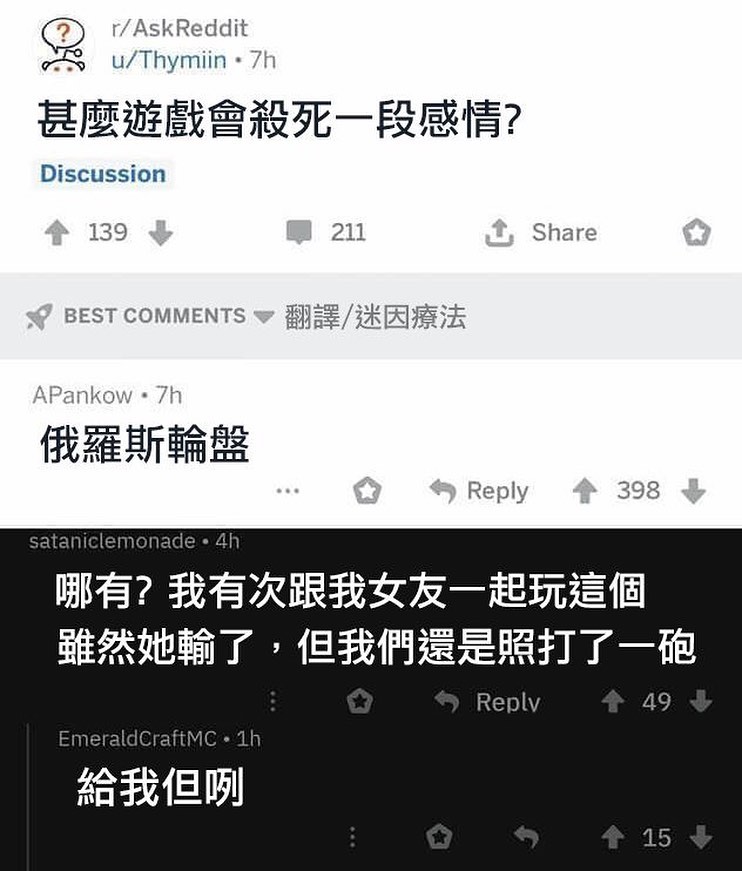 r/AskReddit
u/Thymiin • 7h
甚麼遊戲會殺死一段感情?
Discussion
139
211
Share
BEST COMMENTS 翻譯/迷因療法
APankow • 7h
俄羅斯輪盤
Reply
398
sataniclemonade • 4h
哪有? 我有次跟我女友一起玩這個
雖然她輸了，但我們還是照打了一砲
Reply
49
EmeraldCraftMC • 1h
給我但咧
15